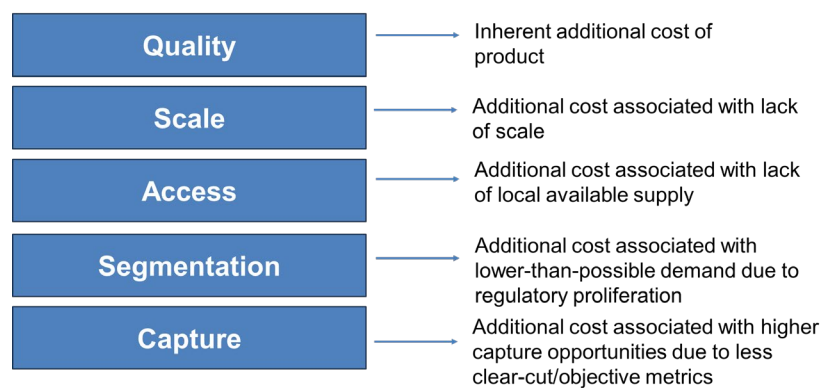 Quality
Inherent additional cost of
product
Scale
Additional cost associated with lack
of scale
Access
Additional cost associated with lack
of local available supply
Segmentation
Additional cost associated with
lower-than-possible demand due to
regulatory proliferation
Capture
Additional cost associated with higher
capture opportunities due to less
clear-cut/objective metrics